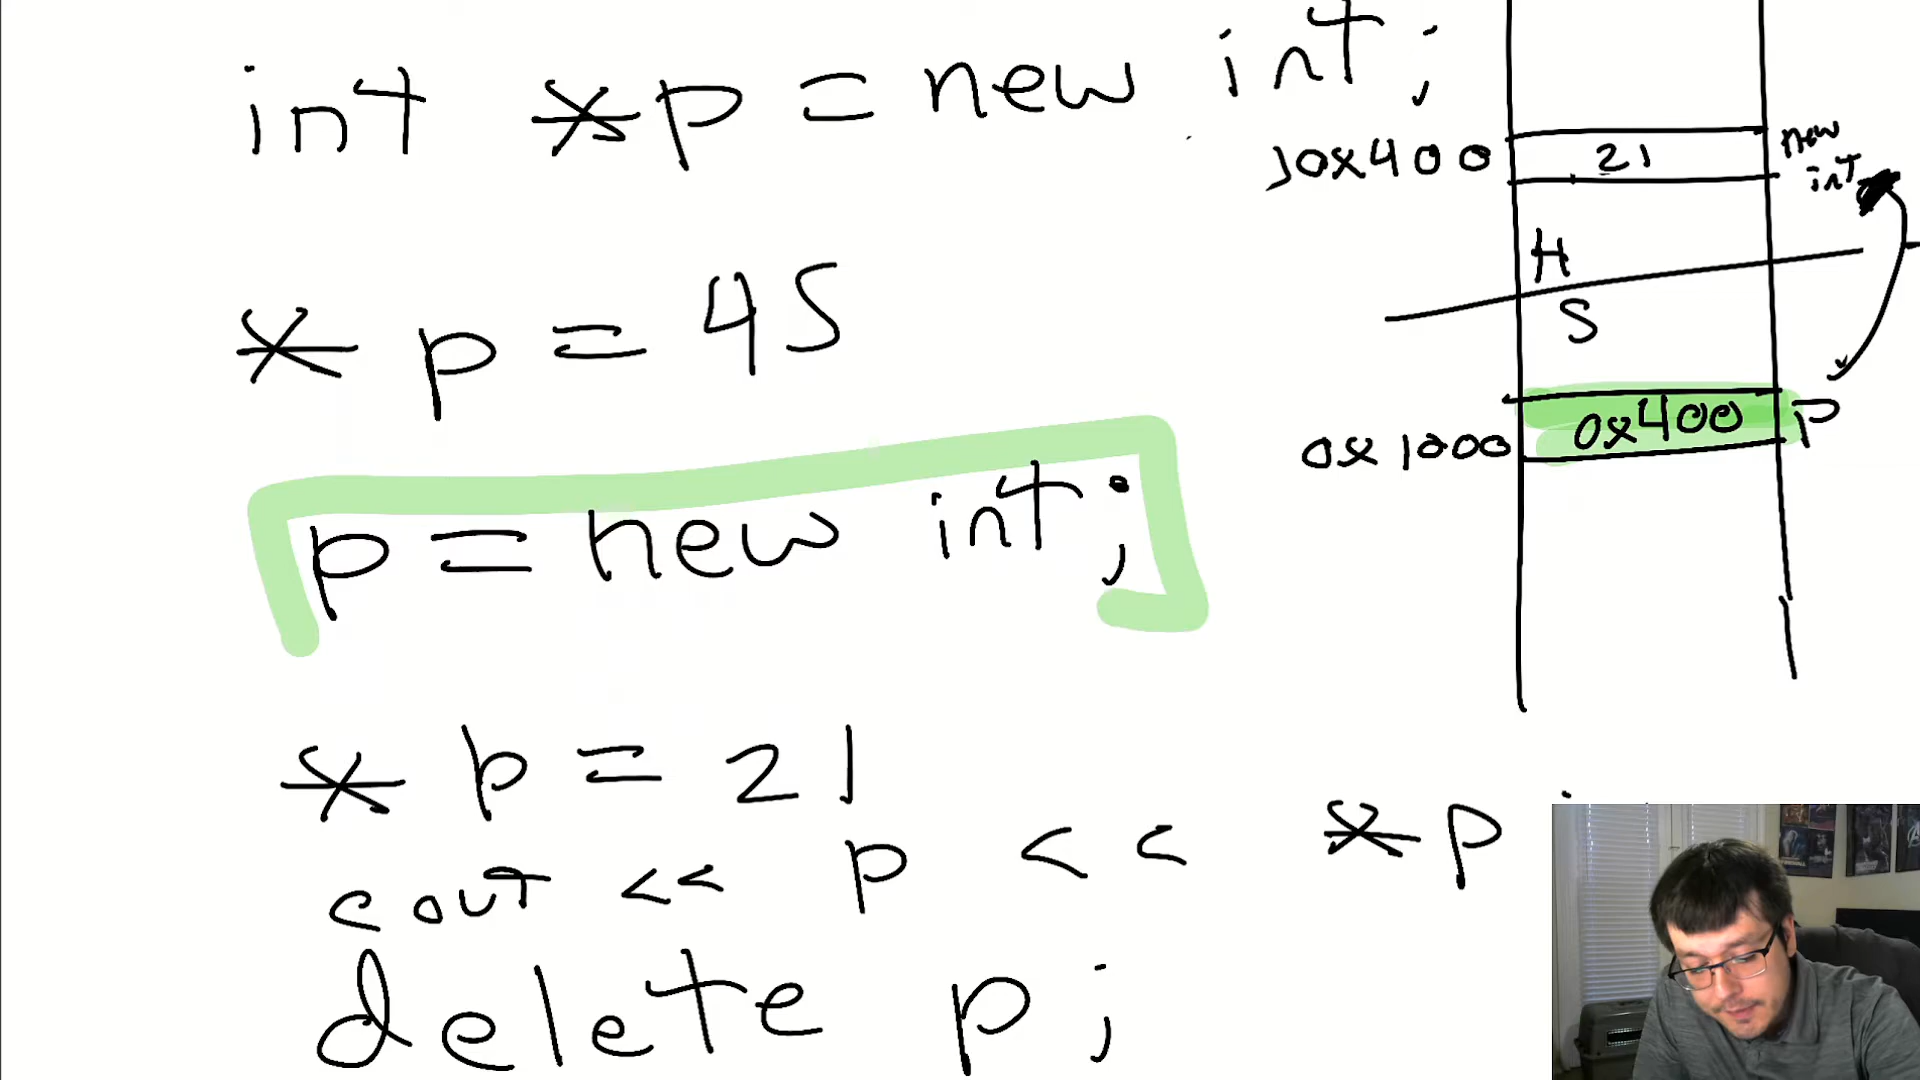 int *p = new int;
*p = 45
p = new int;
*p = 21
cout << p << *p;
delete p;
0x400 21 new int
H
S
0x1000 0x400 P